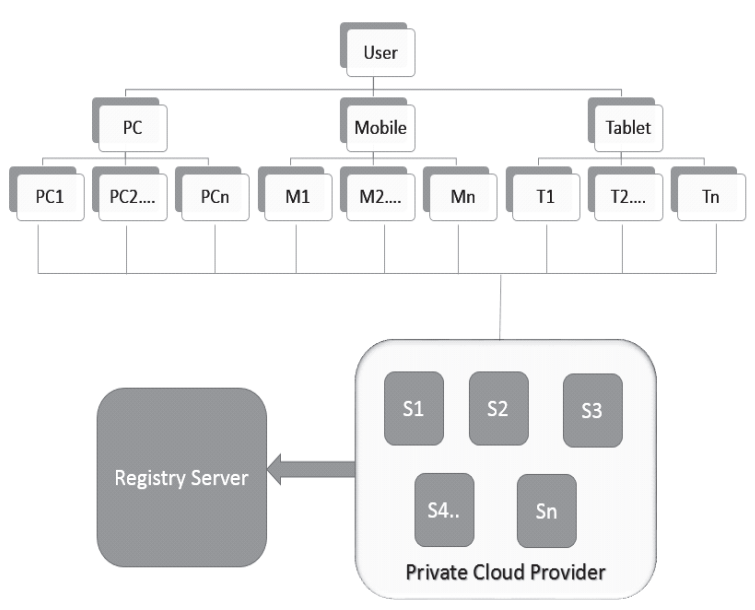 User
PC
Mobile
Tablet
PC1
PC2....
PCn
M1
M2....
Mn
T1
T2....
Tn
S1
S2
S3
Registry Server
S4..
Sn
Private Cloud Provider